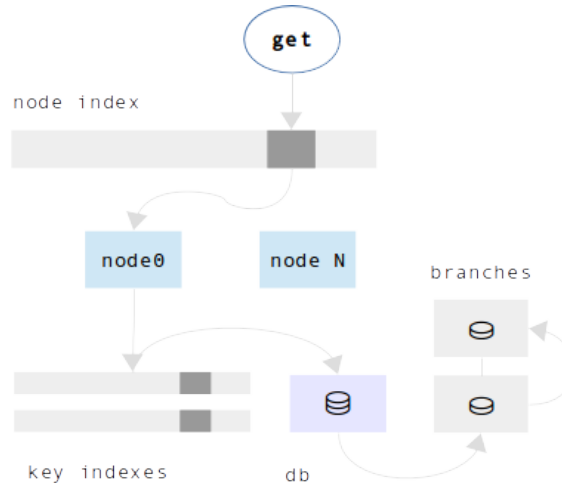 get
node index
node0
node N
branches
key indexes
db